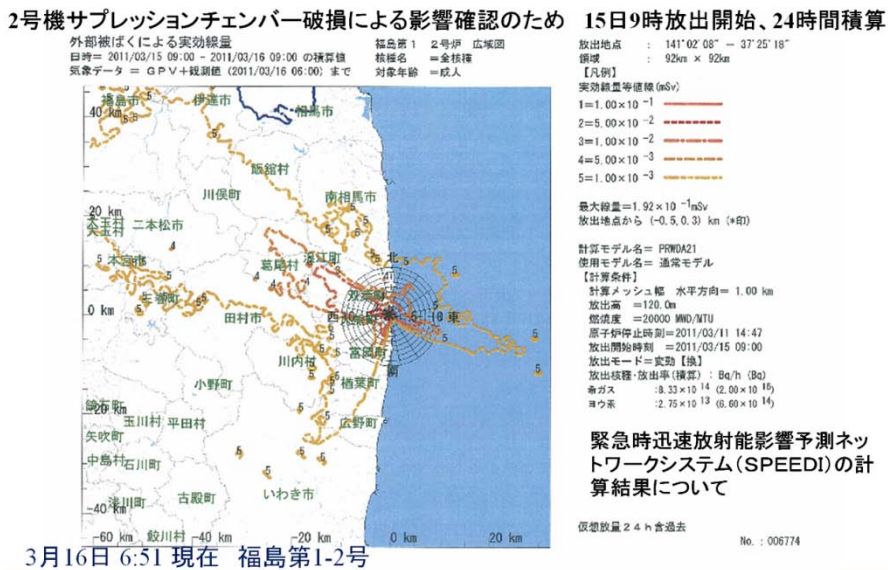 2号機サプレッションチェンバー破損による影響確認のため　15日9時放出開始、24時間積算
外部被ばくによる実効線量
日時＝ 2011/03/15 09:00 - 2011/03/16 09:00 の積算値
気象データ ＝ GPV+観測値 (2011/03/16 06:00) まで
福島第1　2号炉　広域図
核種名　＝全核種
対象年齢　＝成人
放出地点　：　141°02'08" － 37°25'18"
領域　：　92km × 92km
【凡例】
実効線量等値線(mSv)
1=1.00×10 -1
2=5.00×10 -2
3=1.00×10 -2
4=5.00×10 -3
5=1.00×10 -3
最大線量=1.92×10 -1mSv
放出地点から (-0.5,0.3) km (*印)
計算モデル名＝ PRWDA21
使用モデル名＝ 通常モデル
【計算条件】
計算メッシュ幅　水平方向＝ 1.00 km
放出高　=120.0m
燃焼度　=20000 MWD/MTU
原子炉停止時刻=2011/03/11 14:47
放出開始時刻　=2011/03/15 09:00
放出モード＝変動【換】
放出核種・放出率(積算)：Bq/h (Bq)
希ガス　:8.33×10 14 (2.00×10 16)
ヨウ素　:2.75×10 13 (6.60×10 14)
緊急時迅速放射能影響予測ネッ
トワークシステム（SPEEDI）の計
算結果について
仮想放量２４ｈ含過去
No. : 006774
福島市
伊達市
相馬市
40 km
飯舘村
川俣町
南相馬市
20 km
大玉村
二本松市
本宮市
葛尾村
浪江町
北
双葉町
三春町
0 km
田村市
西
10 東
富岡町
川内村
南
小野町
楢葉町
-20 km
玉川村
平田村
広野町
矢吹町
中島村
石川町
いわき市
浅川町
古殿町
-40 km
鮫川村
-60 km
-40 km
-20 km
0 km
20 km
3月16日 6:51 現在　福島第1-2号